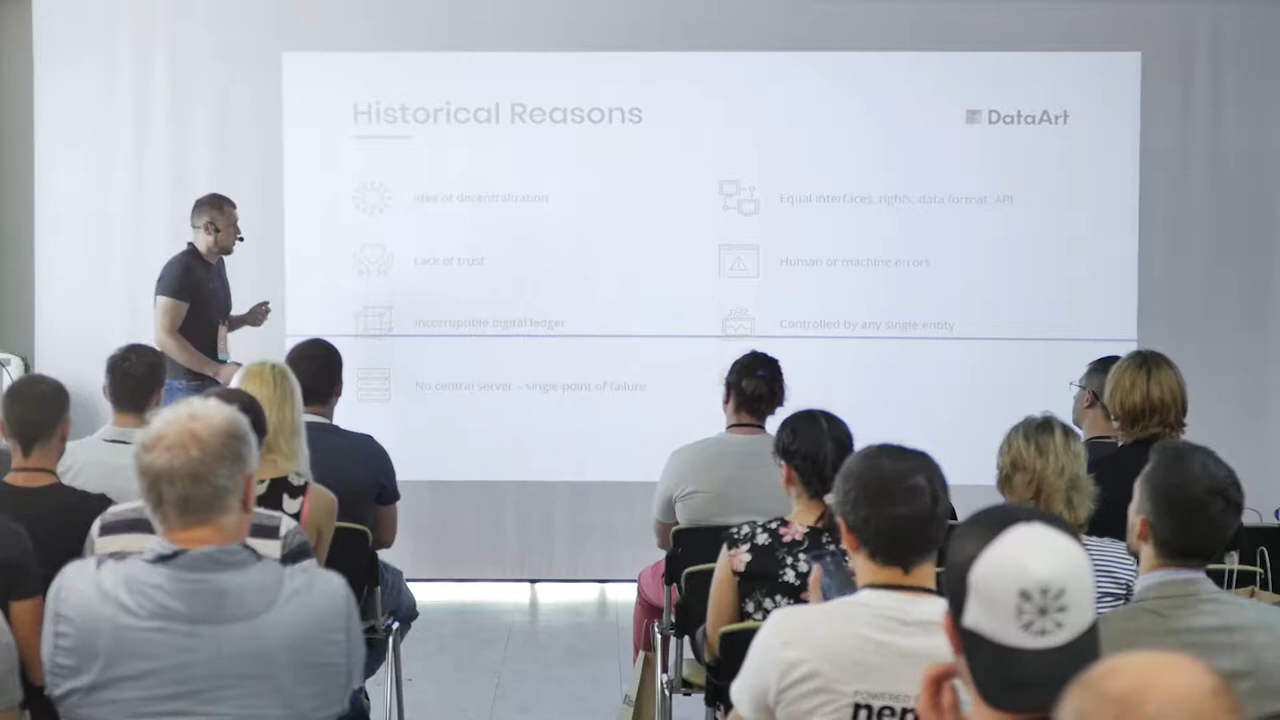 Historical Reasons
DataArt
Idea of decentralization
Equal interfaces, rights, data format, API
Lack of trust
Human or machine errors
Incorruptible digital ledger
Controlled by any single entity
No central server – single point of failure
POWERED